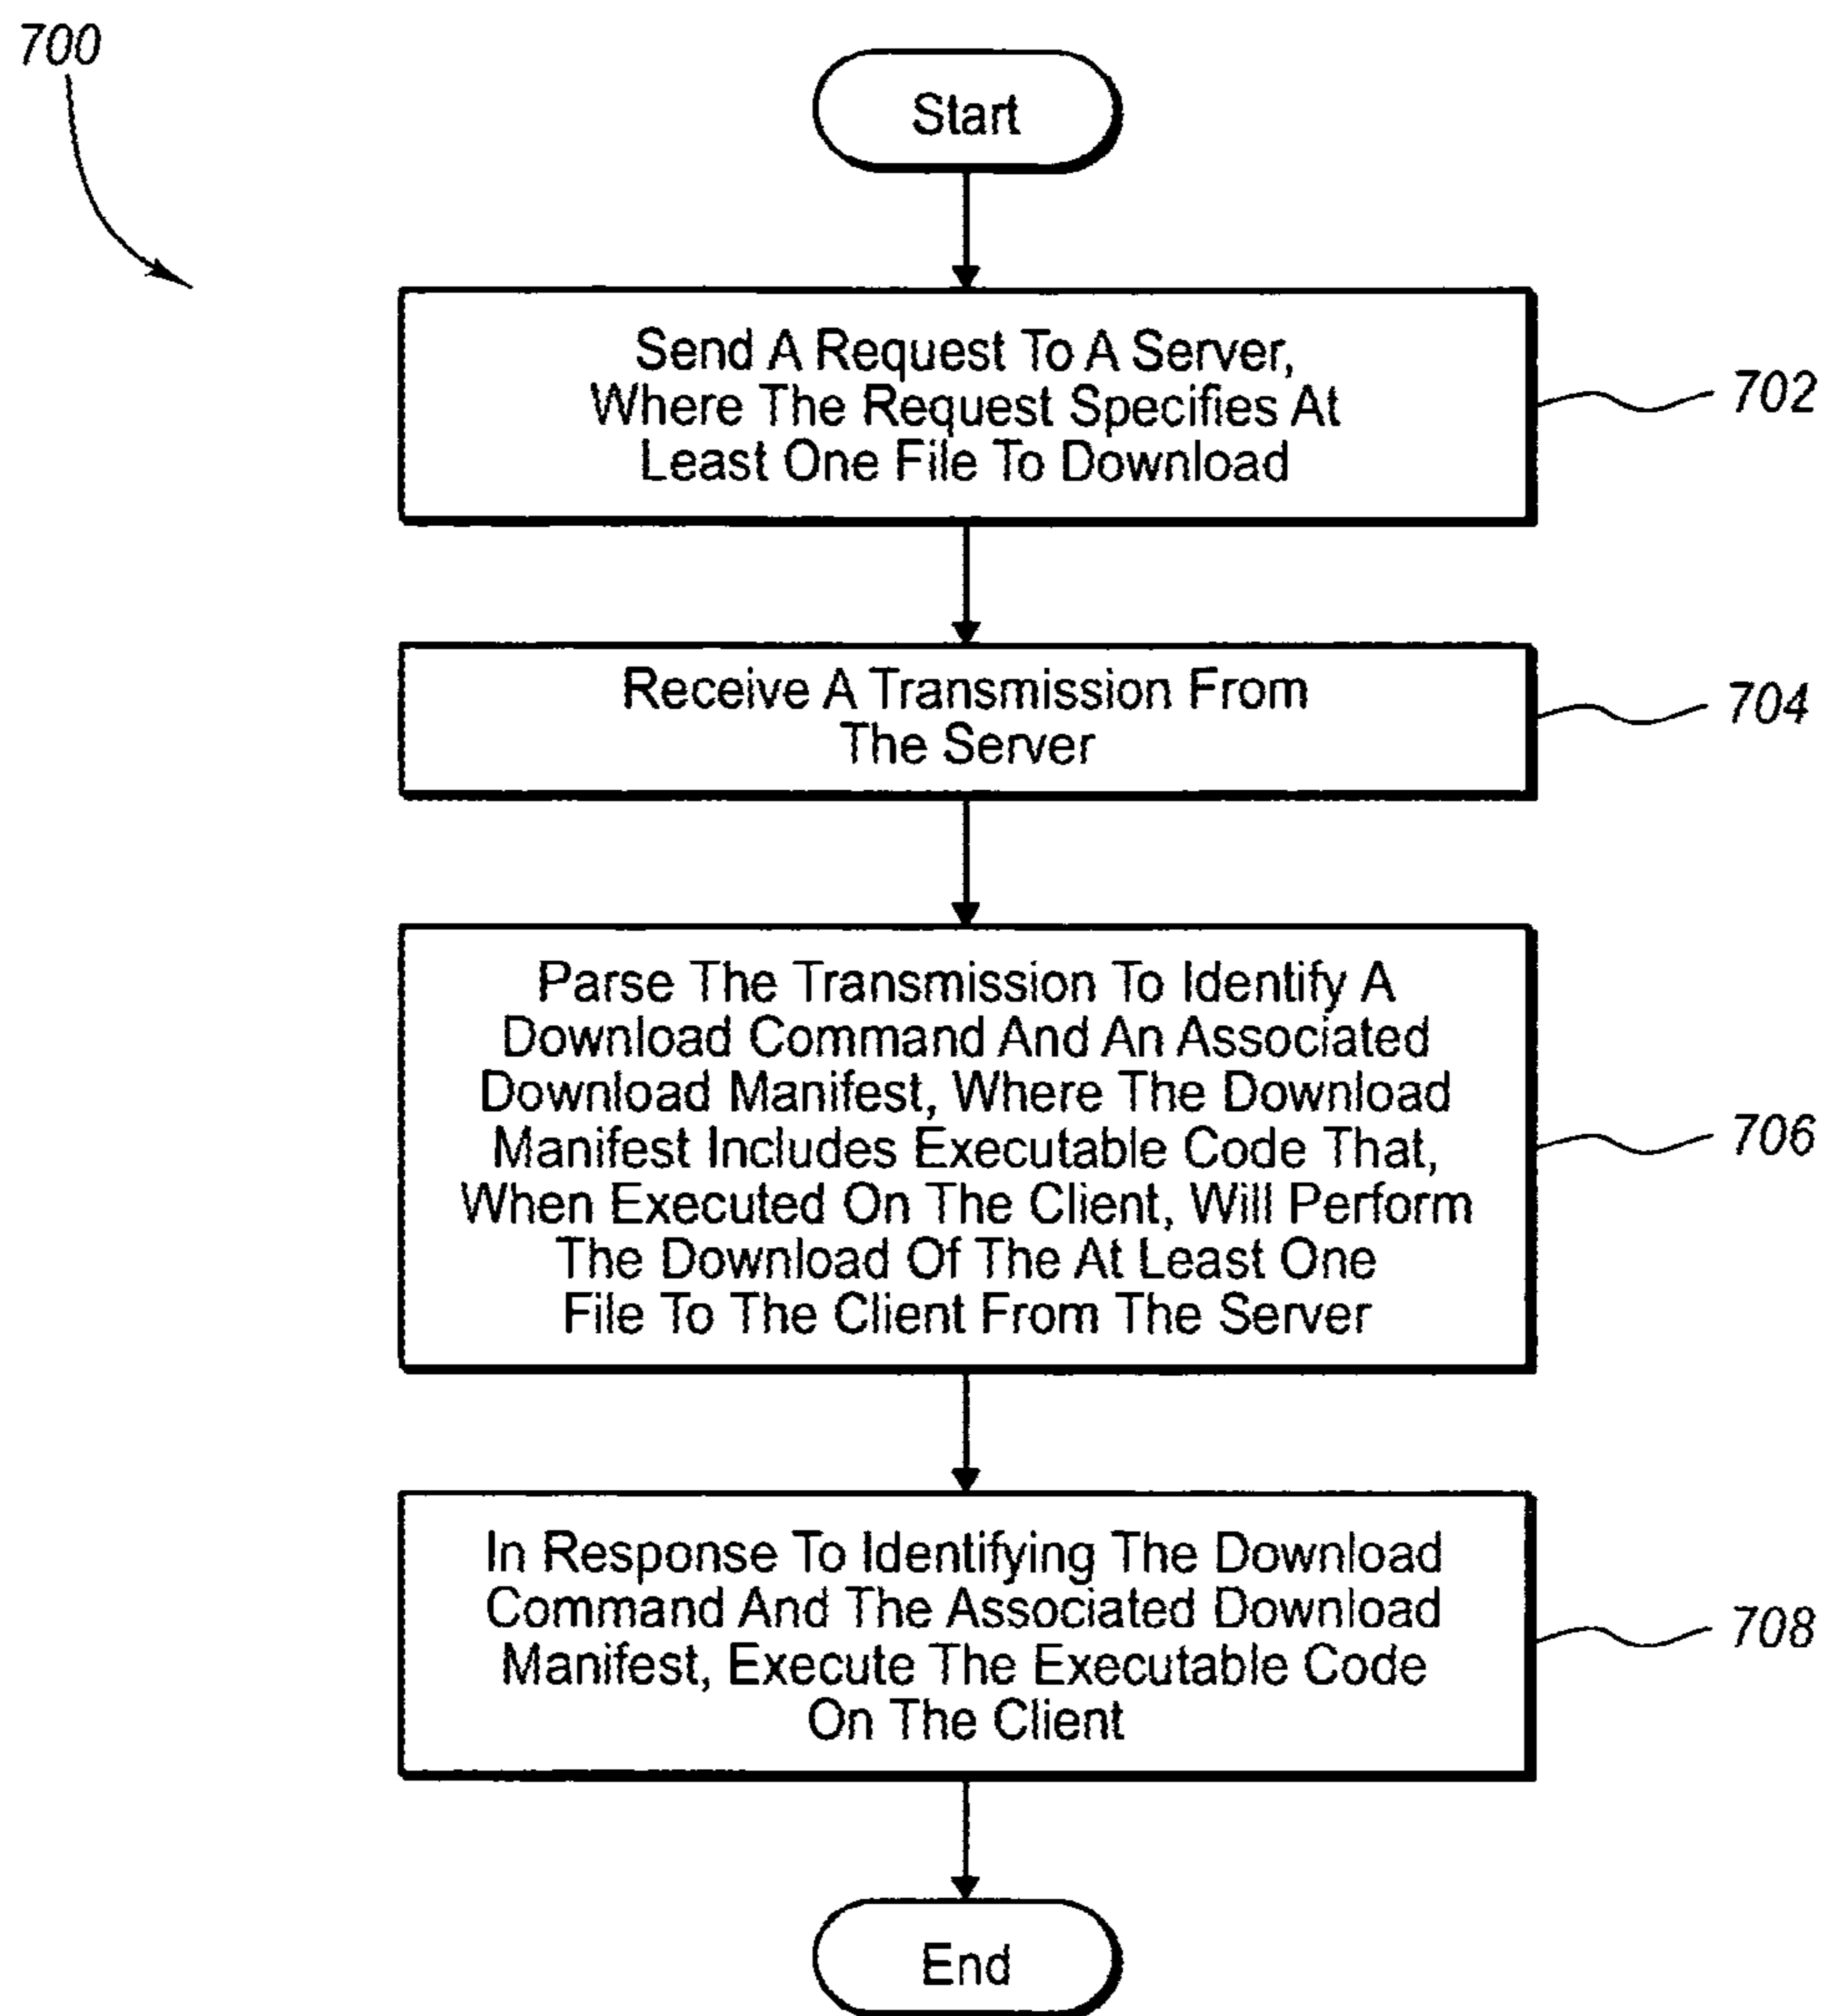 700
Start
Send A Request To A Server,
Where The Request Specifies At
Least One File To Download
702
Receive A Transmission From
The Server
704
Parse The Transmission To Identify A
Download Command And An Associated
Download Manifest, Where The Download
Manifest Includes Executable Code That,
When Executed On The Client, Will Perform
The Download Of The At Least One
File To The Client From The Server
706
In Response To Identifying The Download
Command And The Associated Download
Manifest, Execute The Executable Code
On The Client
708
End